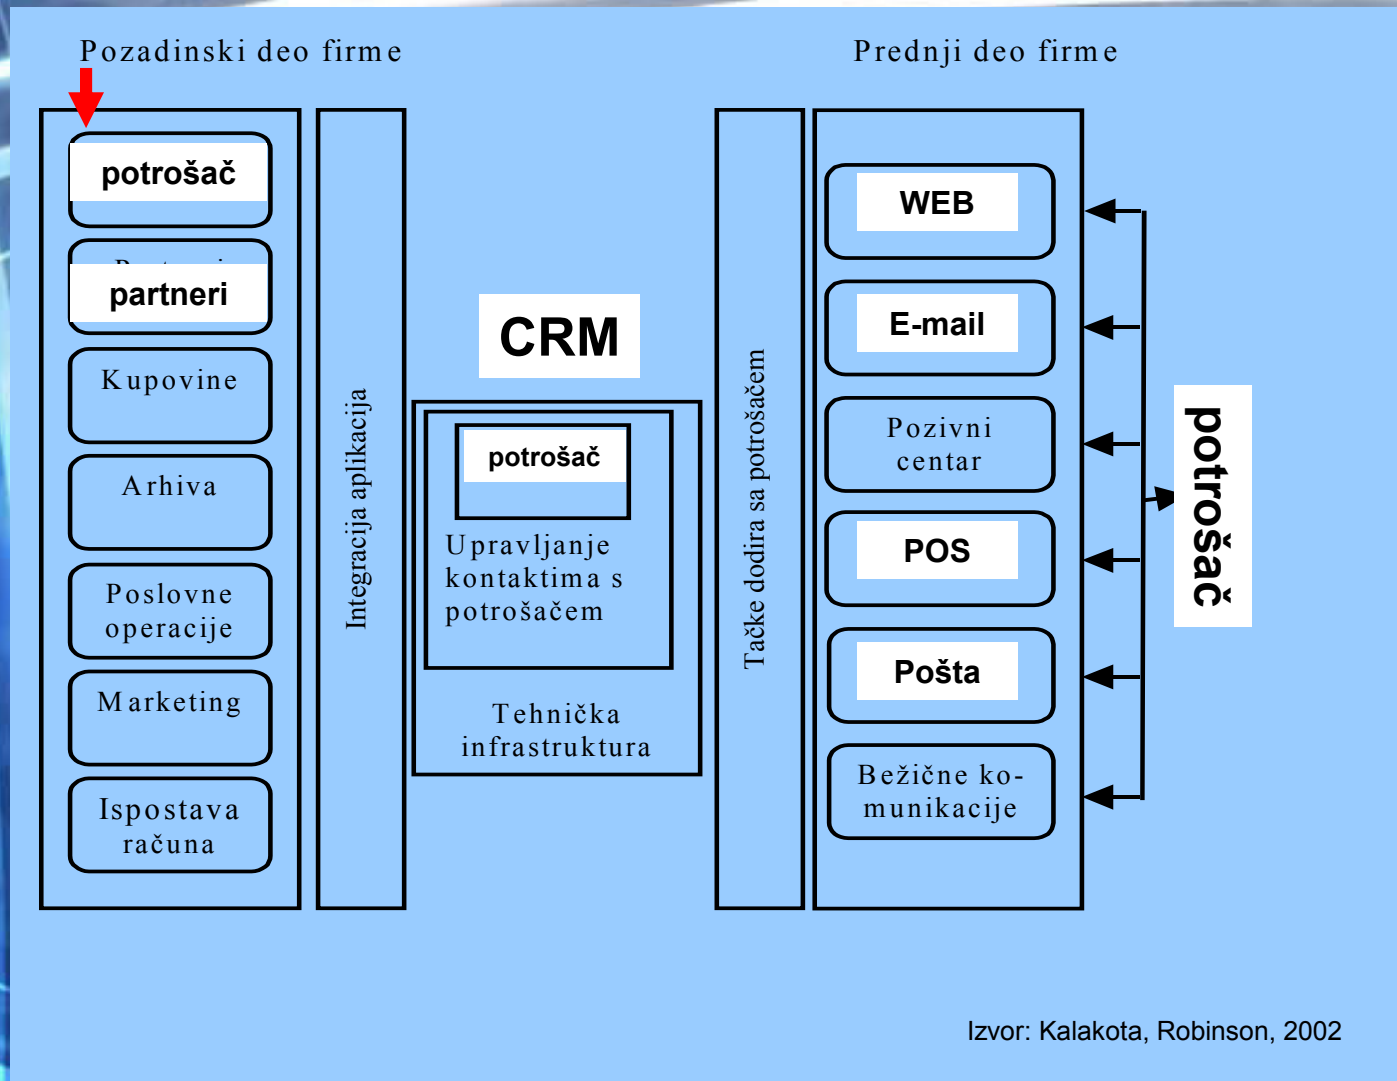 Pozadinski deo firme
Prednji deo firme
potrošač
partneri
Kupovine
Arhiva
Poslovne
operacije
Marketing
Ispostava
računa
Integracija aplikacija
CRM
potrošač
Upravljanje
kontaktima s
potrošačem
Tehnička
infrastruktura
Tačke dodira sa potrošačem
WEB
E-mail
Pozivni
centar
POS
Pošta
Bežične ko-
munikacije
potrošač
Izvor: Kalakota, Robinson, 2002